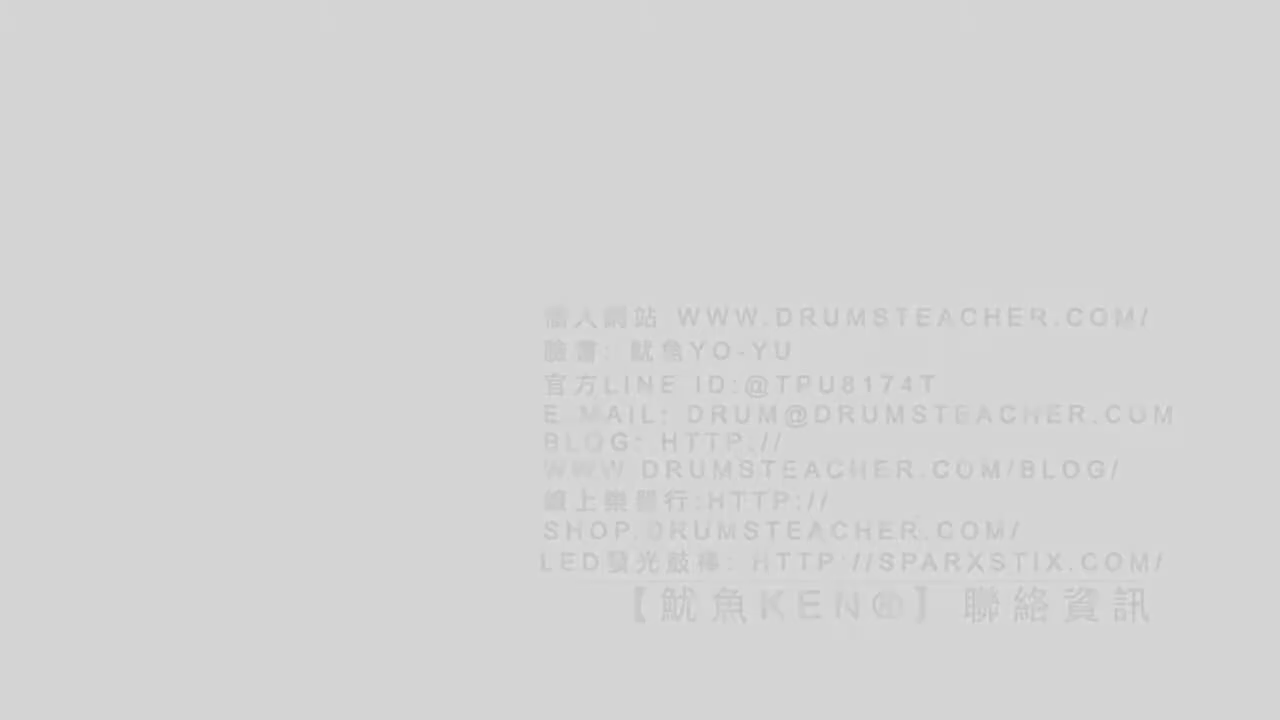 個人網站 WWW.DRUMSTEACHER.COM/
臉書: 魷魚YO-YU
官方LINE ID:@TPU8174T
E-MAIL: DRUM@DRUMSTEACHER.COM
BLOG: HTTP://
WWW.DRUMSTEACHER.COM/BLOG/
線上樂器行:HTTP://
SHOP.DRUMSTEACHER.COM/
LED發光鼓棒: HTTP://SPARXSTIX.COM/
【魷魚KEN®】 聯絡資訊